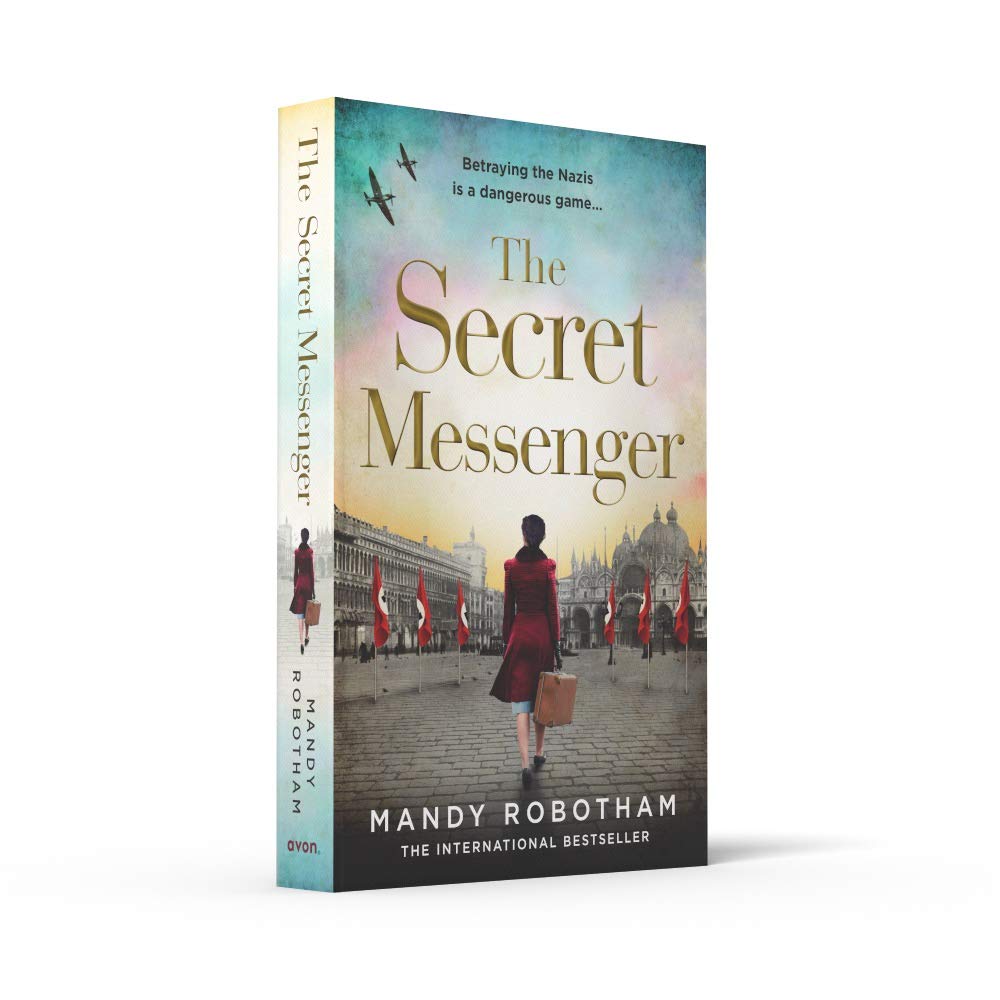 The Secret Messenger
MANDY
ROBOTHAM
avon.
Betraying the Nazis
is a dangerous game...
The
Secret
Messenger
MANDY ROBOTHAM
THE INTERNATIONAL BESTSELLER